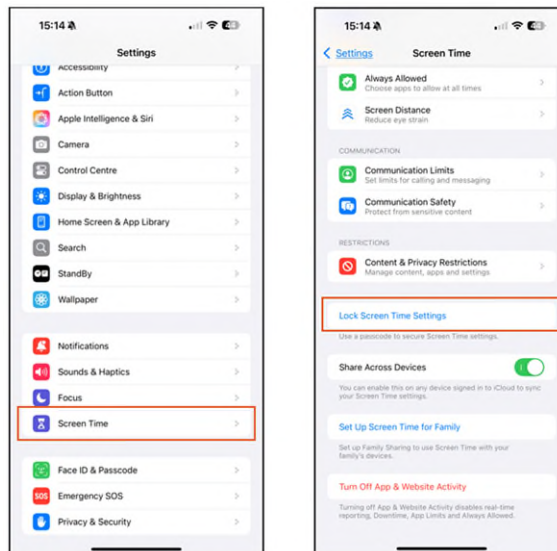 15:14
Settings
Accessibility
Action Button
Apple Intelligence & Siri
Camera
Control Centre
Display & Brightness
Home Screen & App Library
Search
StandBy
Wallpaper
Notifications
Sounds & Haptics
Focus
Screen Time
Face ID & Passcode
SOS Emergency SOS
Privacy & Security
15:14
Settings
Screen Time
Always Allowed
Choose apps to allow at all times
Screen Distance
Reduce eye strain
COMMUNICATION
Communication Limits
Set limits for calling and messaging
Communication Safety
Protect from sensitive content
RESTRICTIONS
Content & Privacy Restrictions
Manage content, apps and settings
Lock Screen Time Settings
Use a passcode to secure Screen Time settings.
Share Across Devices
You can enable this on any device signed in to iCloud to sync
your Screen Time settings.
Set Up Screen Time for Family
Set up Family Sharing to use Screen Time with your
family's devices.
Turn Off App & Website Activity
Turning off App & Website Activity disables real-time
reporting, Downtime, App Limits and Always Allowed.